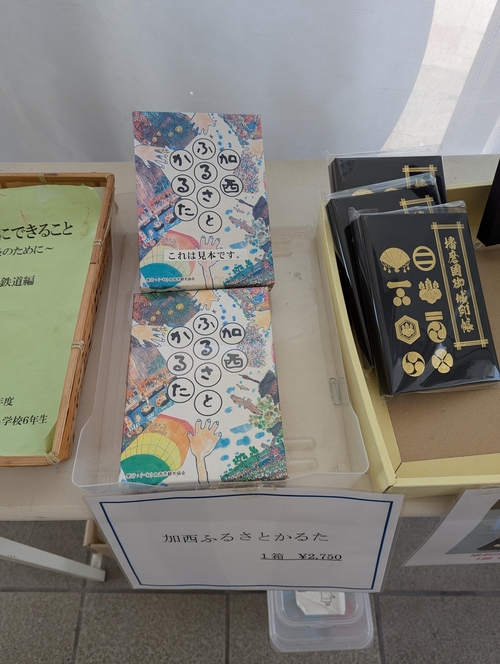 にできること
のために～
鉄道編
年度
学校6年生
加西
ふるさと
かるた
これは見本です。
加西
ふるさと
かるた
播磨國御城印帳
加西ふるさとかるた
1箱 ¥2,750